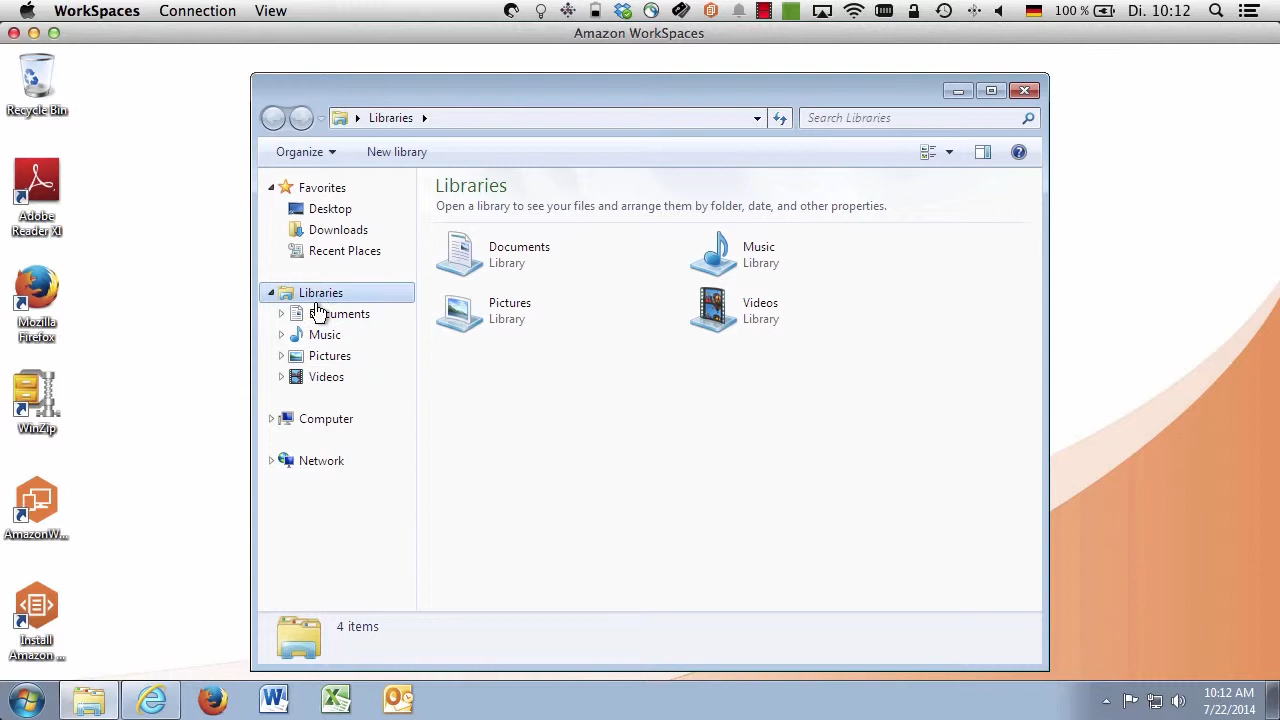 WorkSpaces Connection View 100 % Di. 10:12
Amazon WorkSpaces
Recycle Bin
Adobe
Reader XI
Mozilla
Firefox
WinZip
AmazonW...
Install
Amazon ...
Libraries
Search Libraries
Organize New library
Favorites
Desktop
Downloads
Recent Places
Libraries
Documents
Music
Pictures
Videos
Computer
Network
Libraries
Open a library to see your files and arrange them by folder, date, and other properties.
Documents
Library
Music
Library
Pictures
Library
Videos
Library
4 items
10:12 AM
7/22/2014